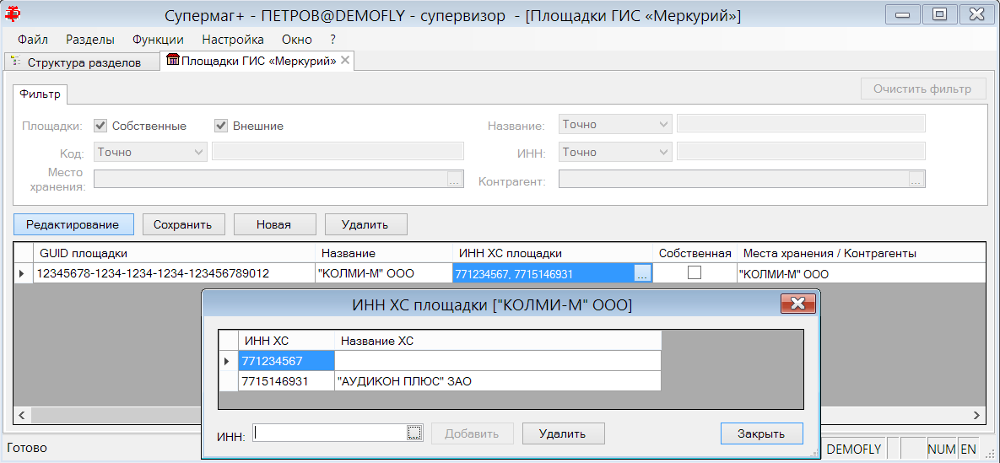 Супермаг+ - ПЕТРОВ@DEMOFLY - супервизор - [Площадки ГИС «Меркурий»]
Файл Разделы Функции Настройка Окно ?
Структура разделов Площадки ГИС «Меркурий»
Фильтр Очистить фильтр
Площадки: Собственные Внешние Название: Точно
Код: Точно ИНН: Точно
Место хранения: ... Контрагент: ...
Редактирование Сохранить Новая Удалить
GUID площадки Название ИНН ХС площадки Собственная Места хранения / Контрагенты
12345678-1234-1234-1234-123456789012 "КОЛМИ-М" ООО 771234567, 7715146931 ... "КОЛМИ-М" ООО
ИНН ХС площадки ["КОЛМИ-М" ООО]
ИНН ХС Название ХС
771234567
7715146931 "АУДИКОН ПЛЮС" ЗАО
ИНН: ... Добавить Удалить Закрыть
Готово DEMOFLY NUM EN